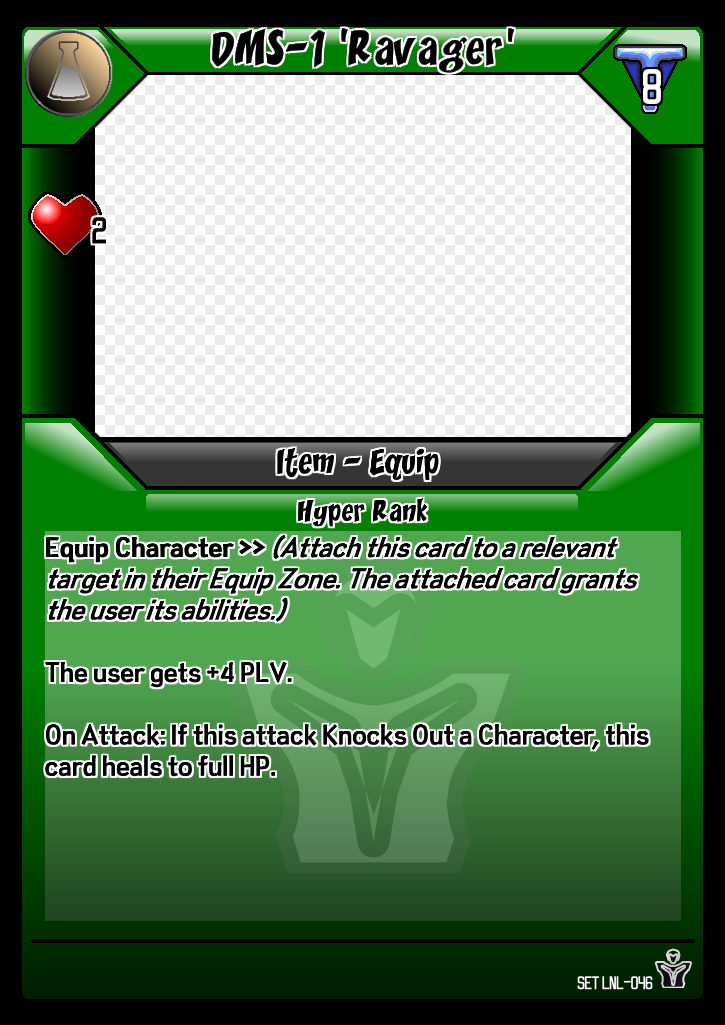 DMS-1 'Ravager'
8
2
Item - Equip
Hyper Rank
Equip Character >> (Attach this card to a relevant
target in their Equip Zone. The attached card grants
the user its abilities.)
The user gets +4 PLV.
On Attack: If this attack Knocks Out a Character, this
card heals to full HP.
SET LNL-046